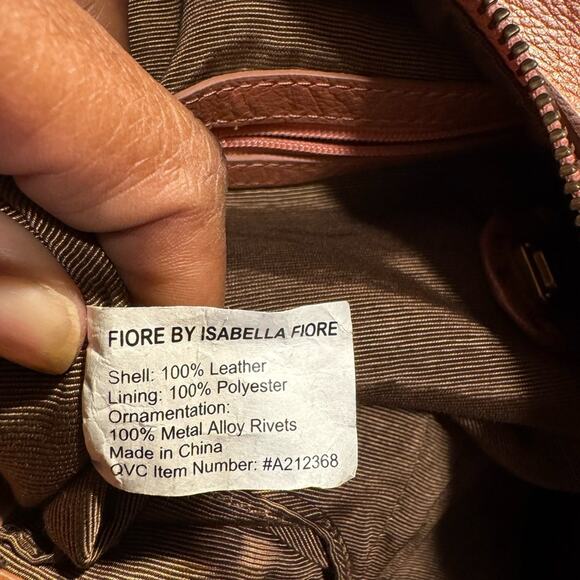 FIORE BY ISABELLA FIORE
Shell: 100% Leather
Lining: 100% Polyester
Ornamentation:
100% Metal Alloy Rivets
Made in China
QVC Item Number: #A212368